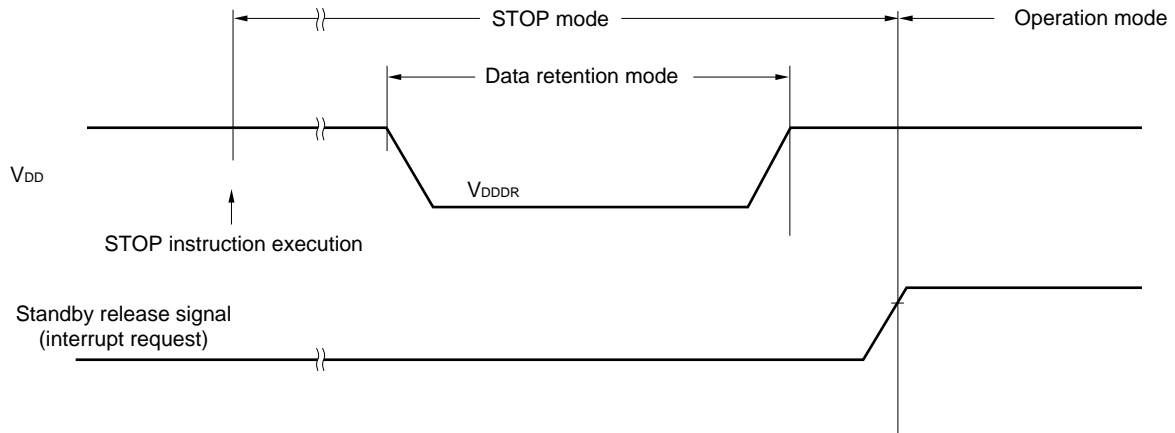 STOP mode
Operation mode
Data retention mode
VDD
VDDDR
STOP instruction execution
Standby release signal
(interrupt request)